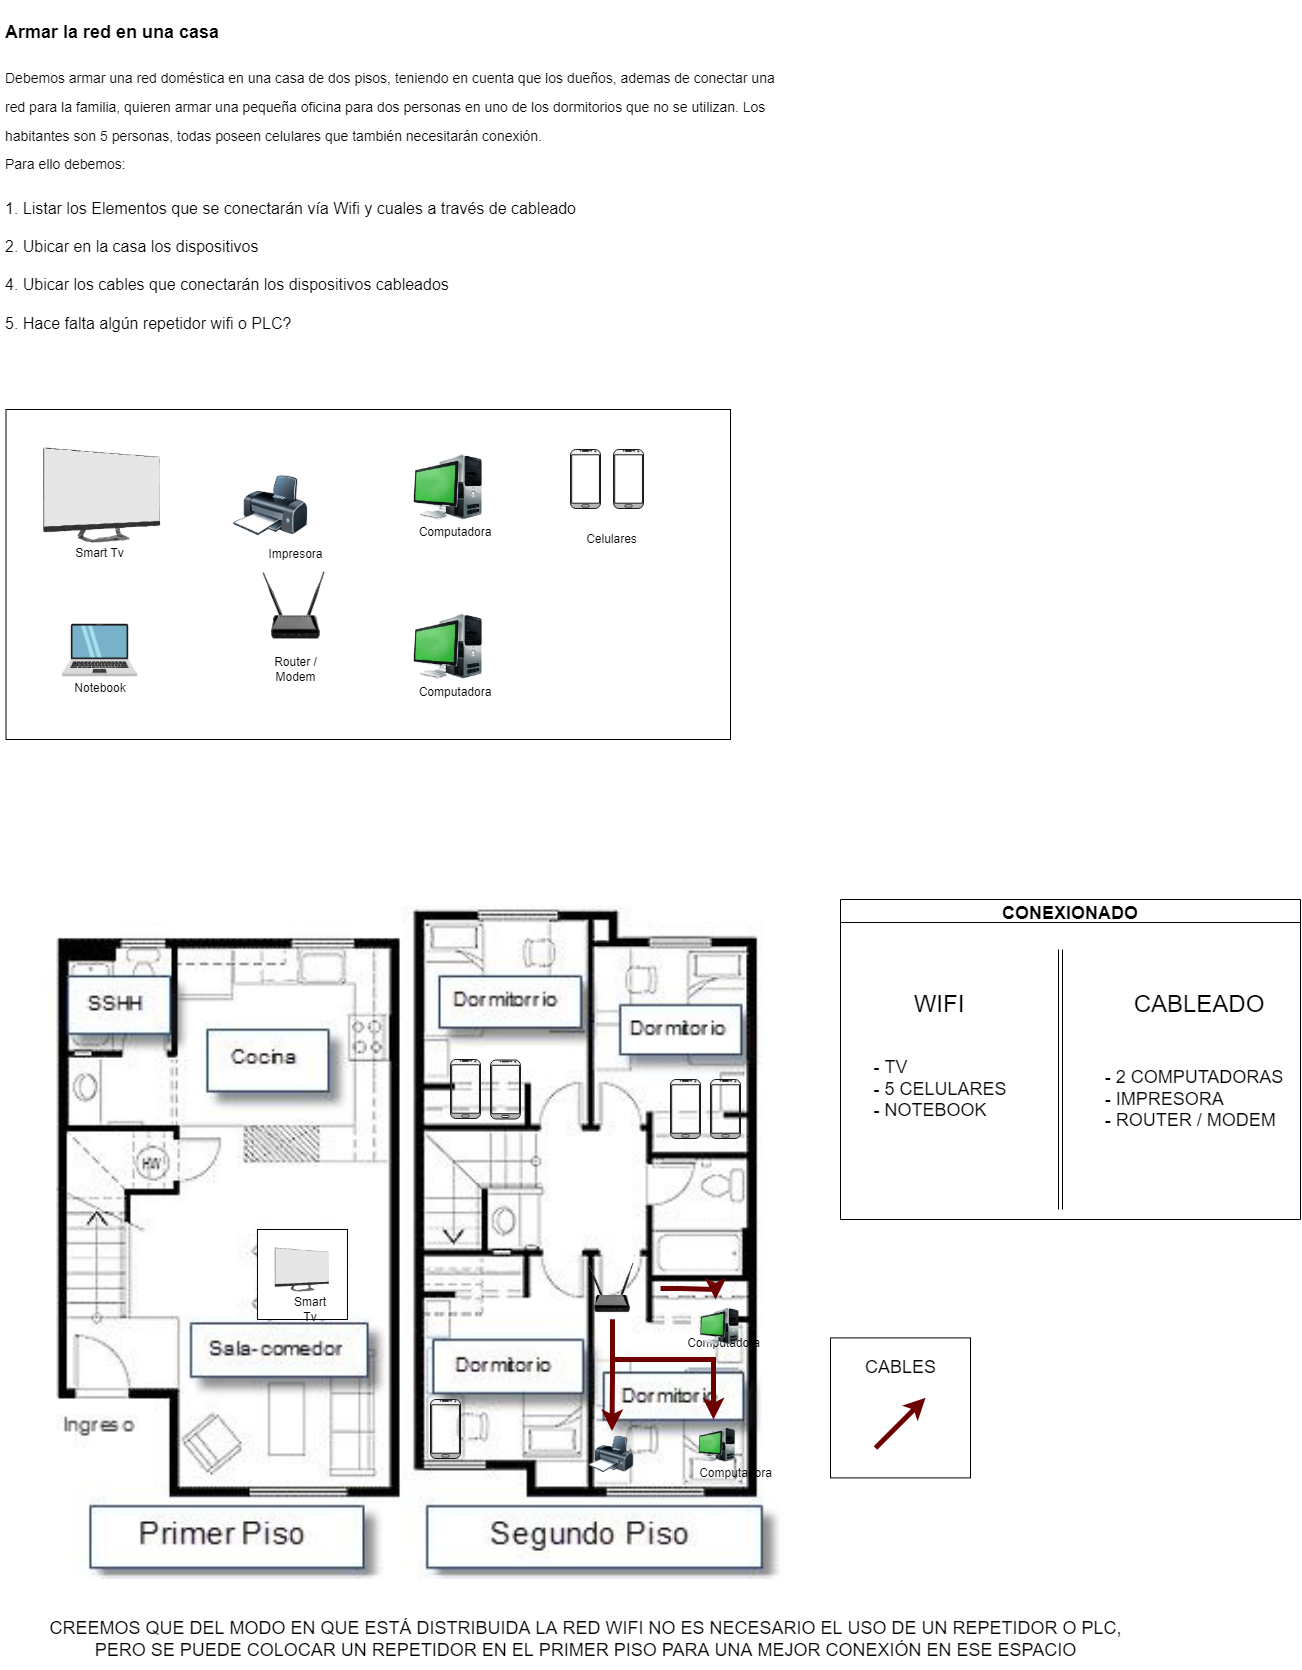 Armar la red en una casa
Debemos armar una red doméstica en una casa de dos pisos, teniendo en cuenta que los dueños, ademas de conectar una
red para la familia, quieren armar una pequeña oficina para dos personas en uno de los dormitorios que no se utilizan. Los
habitantes son 5 personas, todas poseen celulares que también necesitarán conexión.
Para ello debemos:
1. Listar los Elementos que se conectarán vía Wifi y cuales a través de cableado
2. Ubicar en la casa los dispositivos
4. Ubicar los cables que conectarán los dispositivos cableados
5. Hace falta algún repetidor wifi o PLC?
Smart Tv
Impresora
Computadora
Celulares
Notebook
Router /
Modem
Computadora
SSHH
Cocina
HW
Smart
Tv
Sala-comedor
Ingreso
Primer Piso
Dormitorrio
Dormitorio
Dormitorio
Computadora
Dormitorio
Computadora
Segundo Piso
CONEXIONADO
WIFI
- TV
- 5 CELULARES
- NOTEBOOK
CABLEADO
- 2 COMPUTADORAS
- IMPRESORA
- ROUTER / MODEM
CABLES
CREEMOS QUE DEL MODO EN QUE ESTÁ DISTRIBUIDA LA RED WIFI NO ES NECESARIO EL USO DE UN REPETIDOR O PLC,
PERO SE PUEDE COLOCAR UN REPETIDOR EN EL PRIMER PISO PARA UNA MEJOR CONEXIÓN EN ESE ESPACIO